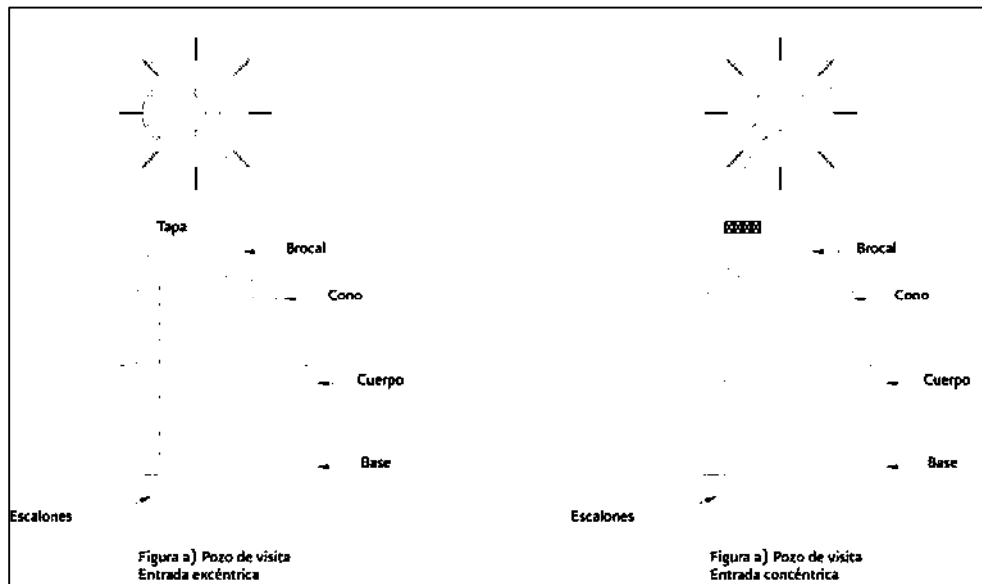 Tapa
Brocal
Cono
Cuerpo
Base
Escalones
Figura a) Pozo de visita
Entrada excéntrica
Brocal
Cono
Cuerpo
Base
Escalones
Figura a) Pozo de visita
Entrada concéntrica